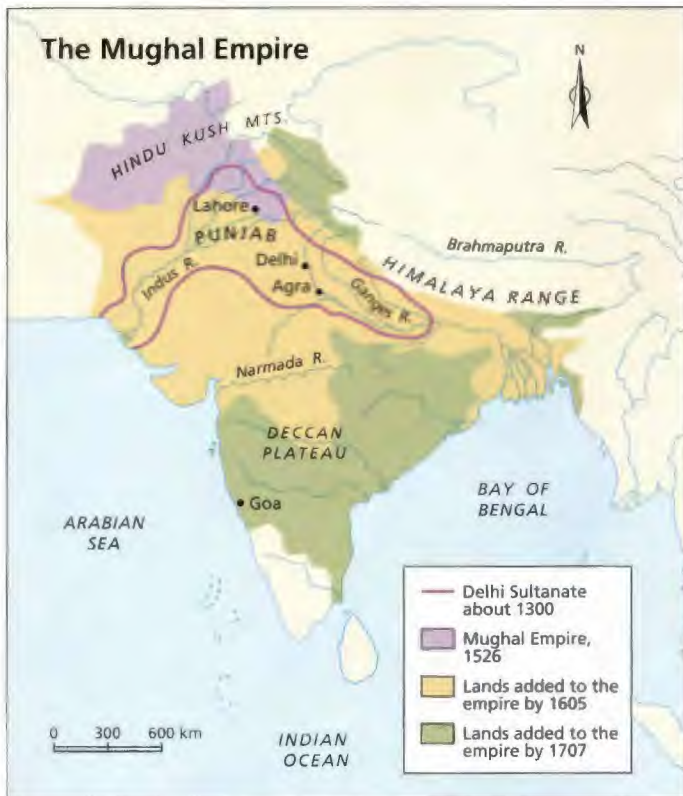 The Mughal Empire
N
HINDU KUSH MTS.
Lahore
PUNJAB
Brahmaputra R.
Delhi
HIMALAYA RANGE
Indus R.
Agra
Ganges R.
Narmada R.
DECCAN
PLATEAU
BAY OF
BENGAL
Goa
ARABIAN
SEA
Delhi Sultanate
about 1300
Mughal Empire,
1526
Lands added to the
empire by 1605
Lands added to the
empire by 1707
0 300 600 km
INDIAN
OCEAN